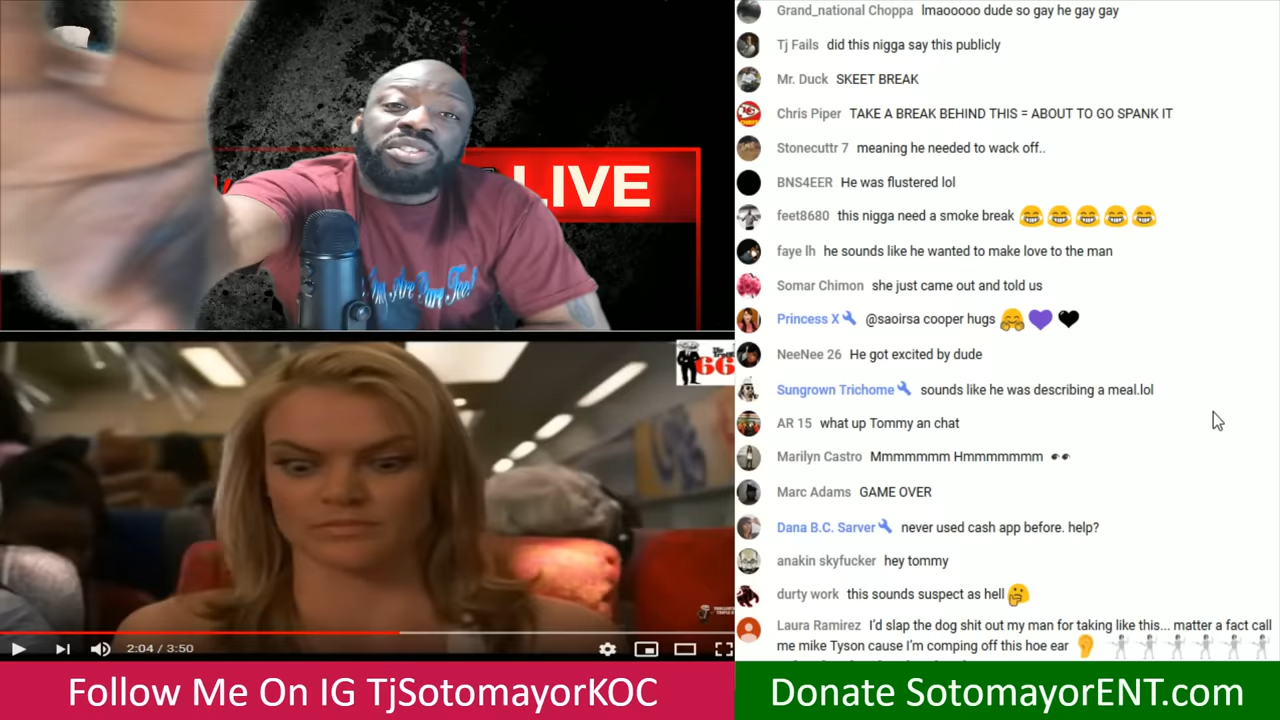 LIVE
You Are Part Too!
66
2:04 / 3:50
Follow Me On IG TjSotomayorKOC
Grand_national Choppa lmaooooo dude so gay he gay gay
Tj Fails did this nigga say this publicly
Mr. Duck SKEET BREAK
Chris Piper TAKE A BREAK BEHIND THIS = ABOUT TO GO SPANK IT
Stonecuttr 7 meaning he needed to wack off..
BNS4EER He was flustered lol
feet8680 this nigga need a smoke break 😂😂😂😂😂
faye lh he sounds like he wanted to make love to the man
Somar Chimon she just came out and told us
Princess X @saoirsa cooper hugs 🤗💜🖤
NeeNee 26 He got excited by dude
Sungrown Trichome sounds like he was describing a meal.lol
AR 15 what up Tommy an chat
Marilyn Castro Mmmmmmm Hmmmmmmm 👀
Marc Adams GAME OVER
Dana B.C. Sarver never used cash app before. help?
anakin skyfucker hey tommy
durty work this sounds suspect as hell 🤔
Laura Ramirez I'd slap the dog shit out my man for taking like this... matter a fact call
me mike Tyson cause I'm comping off this hoe ear 👂
Donate SotomayorENT.com